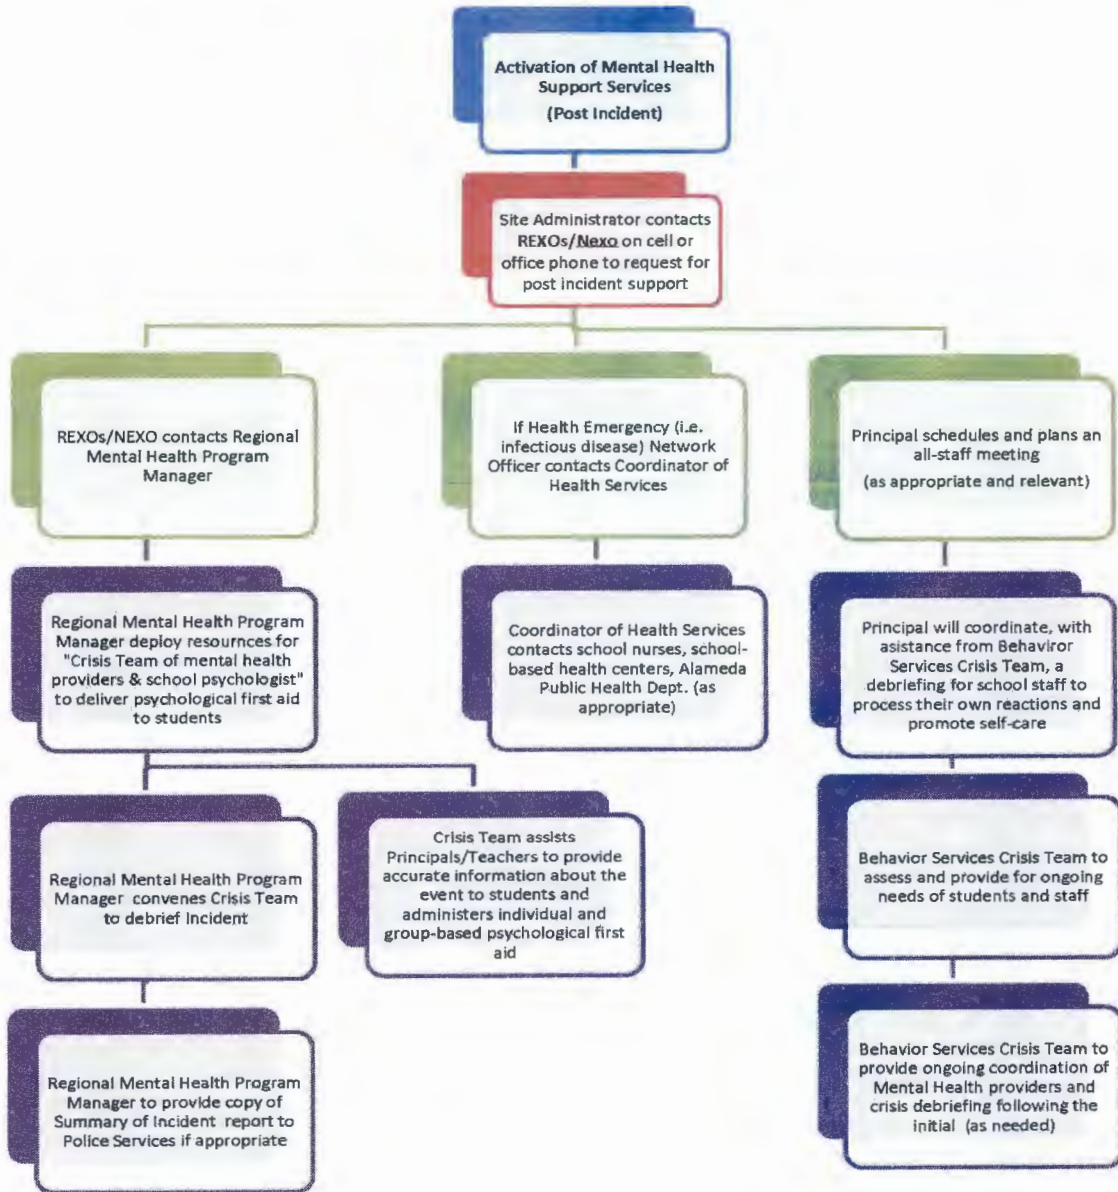 Activation of Mental Health
Support Services
(Post Incident)
Site Administrator contacts
REXOs/Nexo on cell or
office phone to request for
post incident support
REXOs/NEXO contacts Regional
Mental Health Program
Manager
If Health Emergency (i.e.
infectious disease) Network
Officer contacts Coordinator of
Health Services
Principal schedules and plans an
all-staff meeting
(as appropriate and relevant)
Regional Mental Health Program
Manager deploy resournces for
"Crisis Team of mental health
providers & school psychologist"
to deliver psychological first aid
to students
Coordinator of Health Services
contacts school nurses, school-
based health centers, Alameda
Public Health Dept. (as
appropriate)
Principal will coordinate, with
asistance from Behaviror
Services Crisis Team, a
debriefing for school staff to
process their own reactions and
promote self-care
Regional Mental Health Program
Manager convenes Crisis Team
to debrief Incident
Crisis Team assists
Principals/Teachers to provide
accurate information about the
event to students and
administers individual and
group-based psychological first
aid
Behavior Services Crisis Team to
assess and provide for ongoing
needs of students and staff
Regional Mental Health Program
Manager to provide copy of
Summary of Incident report to
Police Services if appropriate
Behavior Services Crisis Team to
provide ongoing coordination of
Mental Health providers and
crisis debriefing following the
initial (as needed)